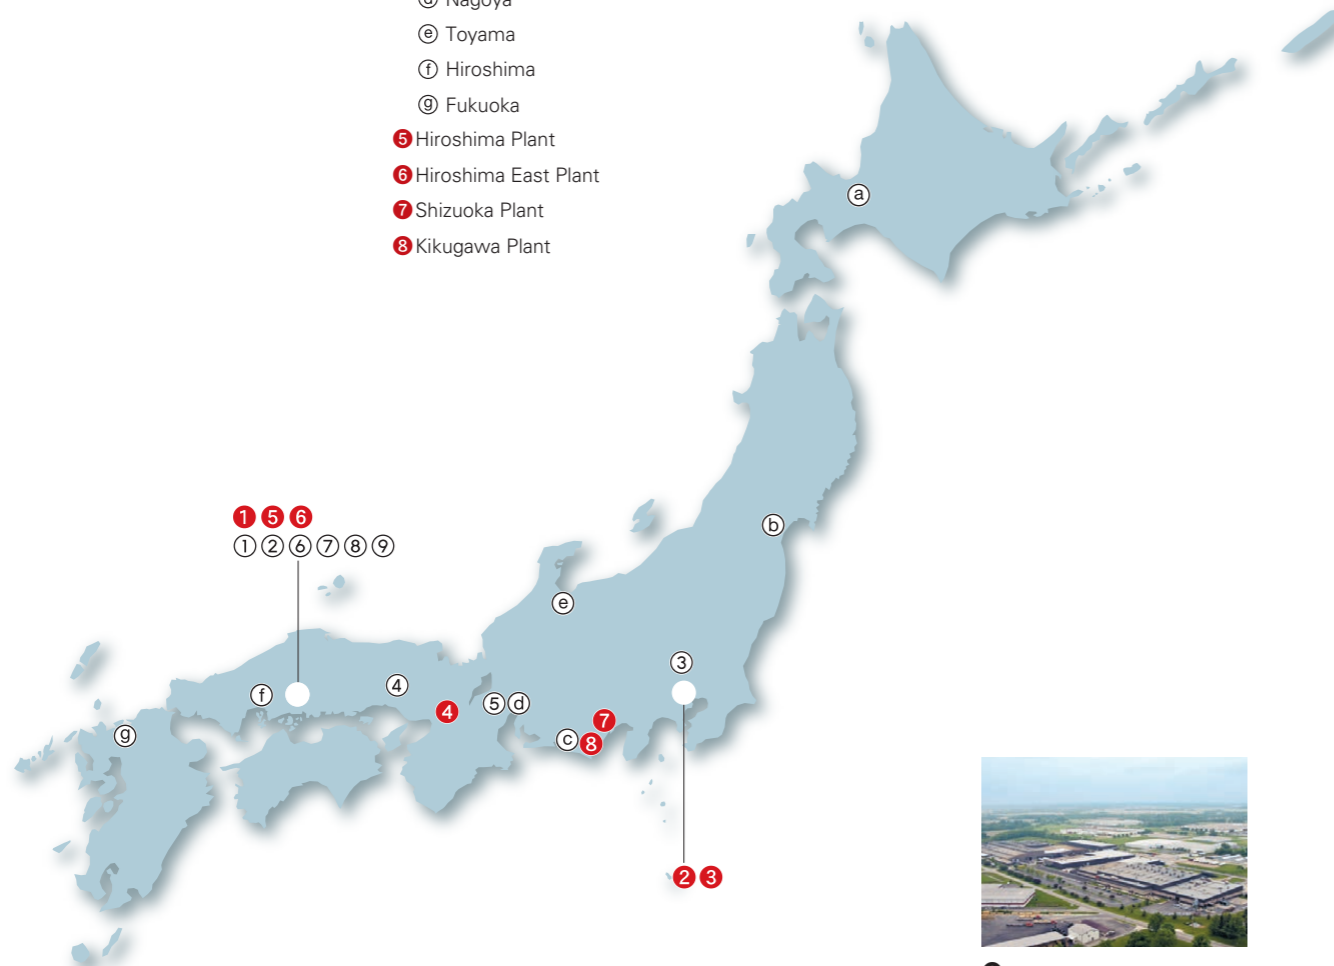 ⓓ Nagoya
ⓔ Toyama
ⓕ Hiroshima
ⓖ Fukuoka
❺ Hiroshima Plant
❻ Hiroshima East Plant
❼ Shizuoka Plant
❽ Kikugawa Plant
ⓐ
❶ ❺ ❻
① ② ⑥ ⑦ ⑧ ⑨
ⓑ
ⓔ
③
④
ⓕ
❹
⑤ ⓓ
❼
ⓖ
ⓒ
❽
❷ ❸